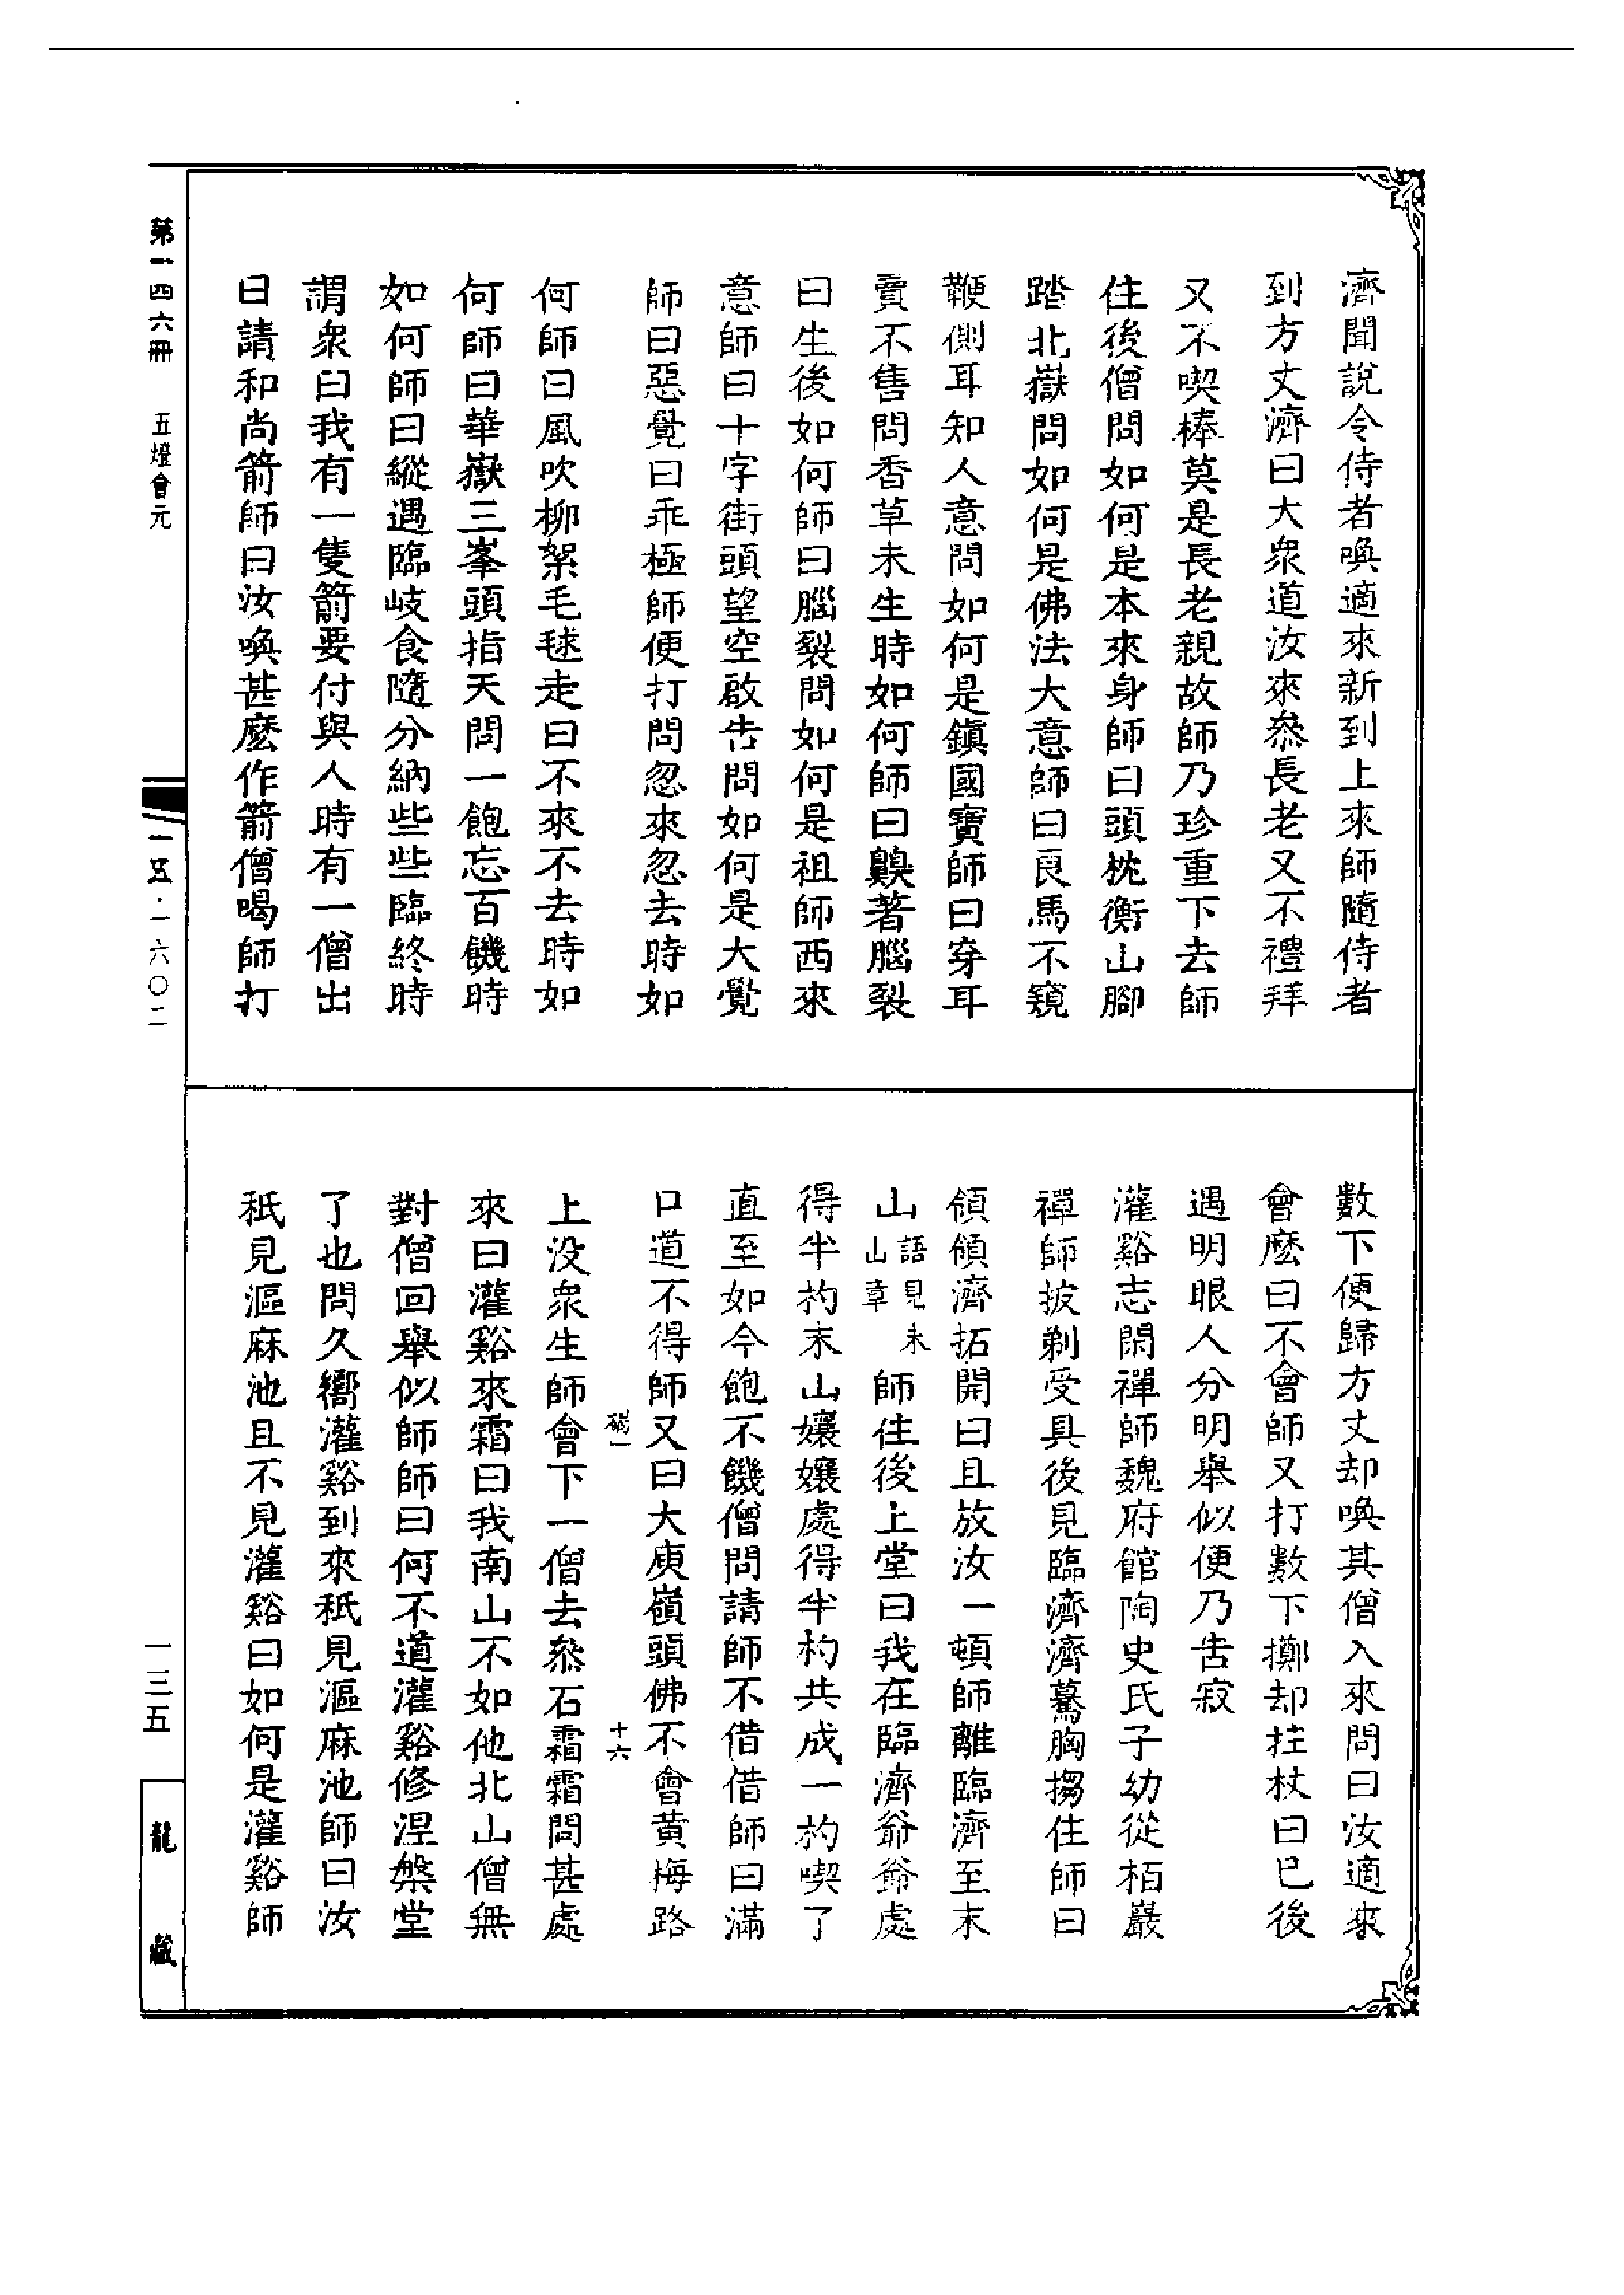 濟聞說令侍者喚適來新到上來師隨侍者
到方丈濟曰大衆道汝來叅長老又不禮拜
又不喫棒莫是長老親故師乃珍重下去師
住後僧問如何是本來身師曰頭枕衡山腳
踏北嶽問如何是佛法大意師曰良馬不窺
鞭側耳知人意問如何是鎮國寶師曰穿耳
賣不售問香草未生時如何師曰齅著腦裂
曰生後如何師曰腦裂問如何是祖師西來
意師曰十字街頭望空啟告問如何是大覺
師曰惡覺曰乖極師便打問忽來忽去時如
何師曰風吹柳絮毛毬走曰不來不去時如
何師曰華嶽三峯頭指天問一飽忘百饑時
如何師曰縱遇臨岐食隨分納些些臨終時
謂衆曰我有一隻箭要付與人時有一僧出
曰請和尚箭師曰汝喚甚麽作箭僧喝師打
數下便歸方丈却喚其僧入來問曰汝適來
會麽曰不會師又打數下擲却拄杖曰已後
遇明眼人分明舉似便乃告寂
灌谿志閑禪師魏府館陶史氏子幼從栢巖
禪師披剃受具後見臨濟濟驀胸搊住師曰
領領濟拓開曰且放汝一頓師離臨濟至末
山語見末山章師住後上堂曰我在臨濟爺爺處
得半杓末山孃孃處得半杓共成一杓喫了
直至如今飽不饑僧問請師不借借師曰滿
口道不得師又曰大庾嶺頭佛不會黃梅路
礀一 十六
上没衆生師會下一僧去叅石霜霜問甚處
來曰灌谿來霜曰我南山不如他北山僧無
對僧回舉似師師曰何不道灌谿修涅槃堂
了也問久嚮灌谿到來秖見漚麻池師曰汝
秖見漚麻池且不見灌谿曰如何是灌谿師
第一四六冊 五燈會元
一五·一六〇二
一三五
龍藏